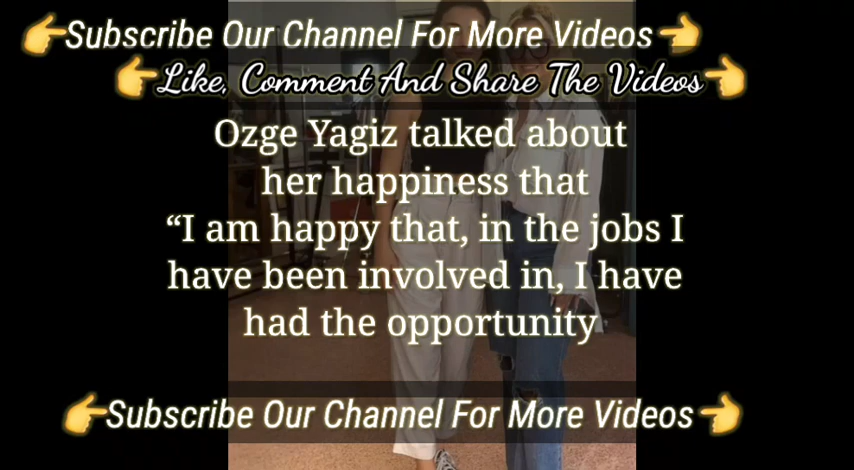 Subscribe Our Channel For More Videos
Like, Comment And Share The Videos
Ozge Yagiz talked about
her happiness that
“I am happy that, in the jobs I
have been involved in, I have
had the opportunity
Subscribe Our Channel For More Videos